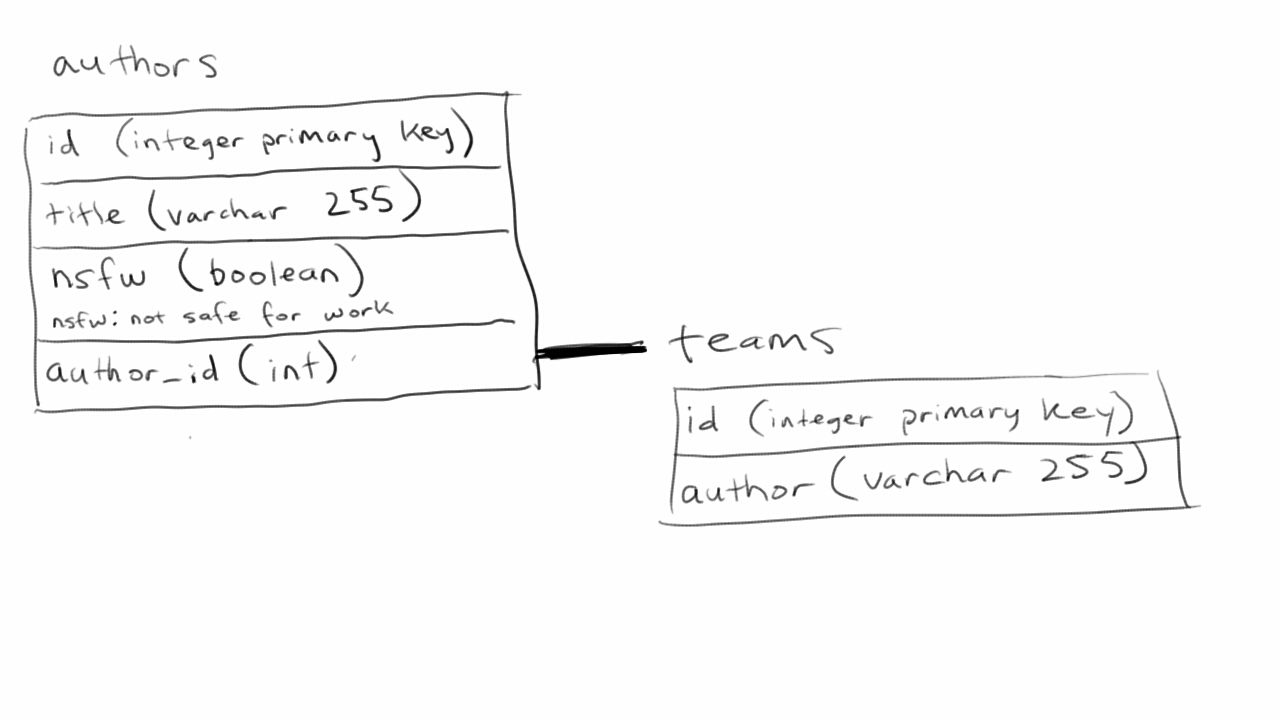 authors
id (integer primary key)
title (varchar 255)
nsfw (boolean)
nsfw: not safe for work
author_id (int)
teams
id (integer primary key)
author (varchar 255)